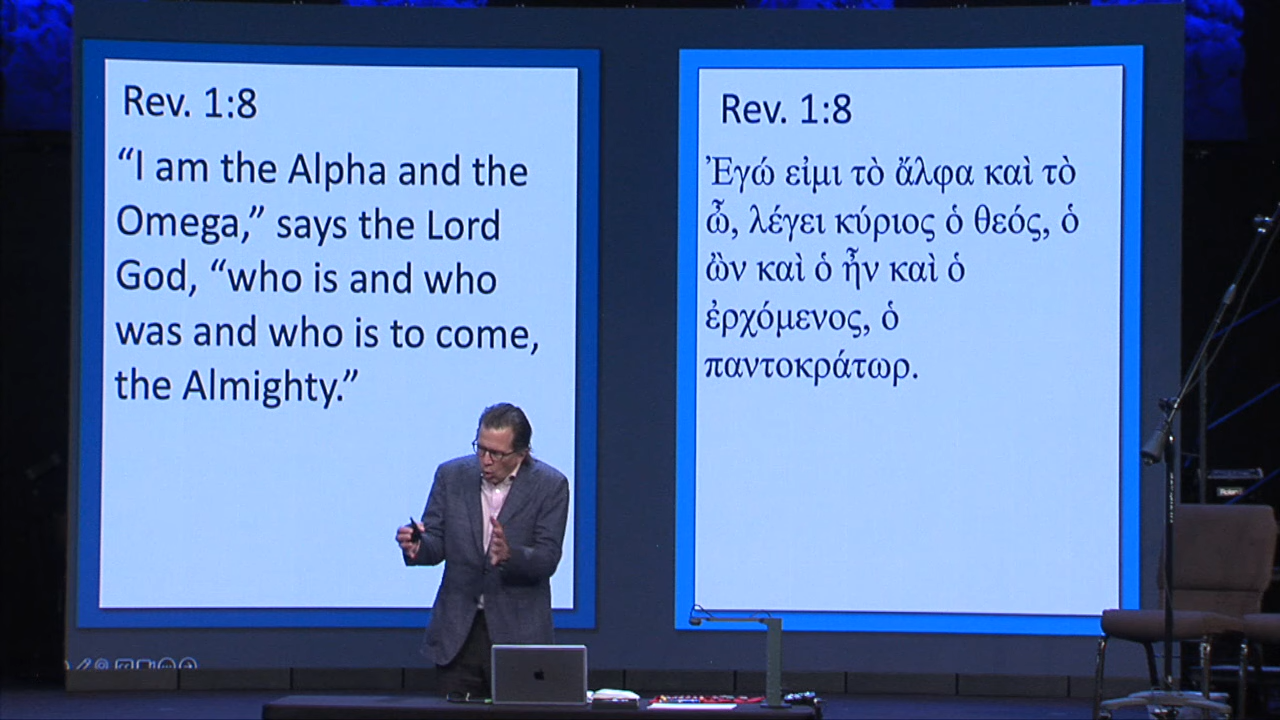 Rev. 1:8
“I am the Alpha and the
Omega,” says the Lord
God, “who is and who
was and who is to come,
the Almighty.”
Rev. 1:8
Ἐγώ εἰμι τὸ ἄλφα καὶ τὸ
ὦ, λέγει κύριος ὁ θεός, ὁ
ὢν καὶ ὁ ἦν καὶ ὁ
ἐρχόμενος, ὁ
παντοκράτωρ.
Roland